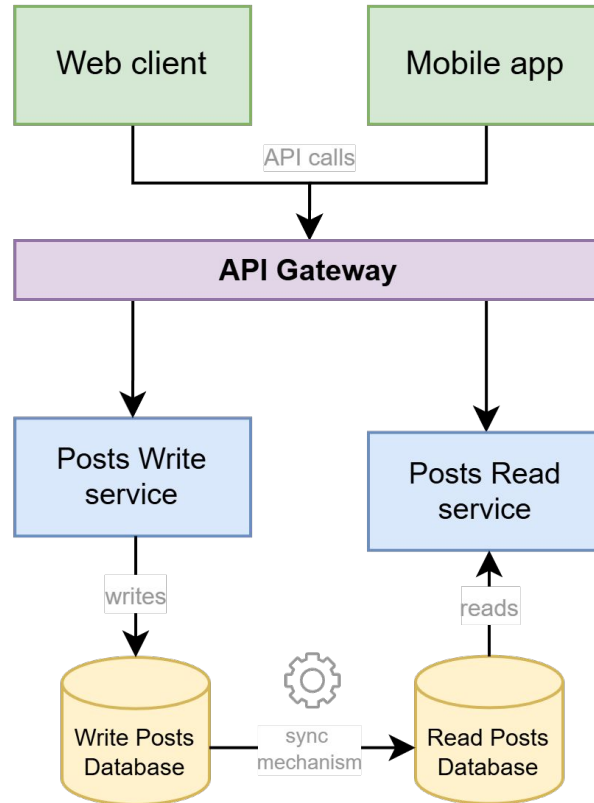 Web client
Mobile app
API calls
API Gateway
Posts Write
service
Posts Read
service
writes
reads
Write Posts
Database
sync
mechanism
Read Posts
Database